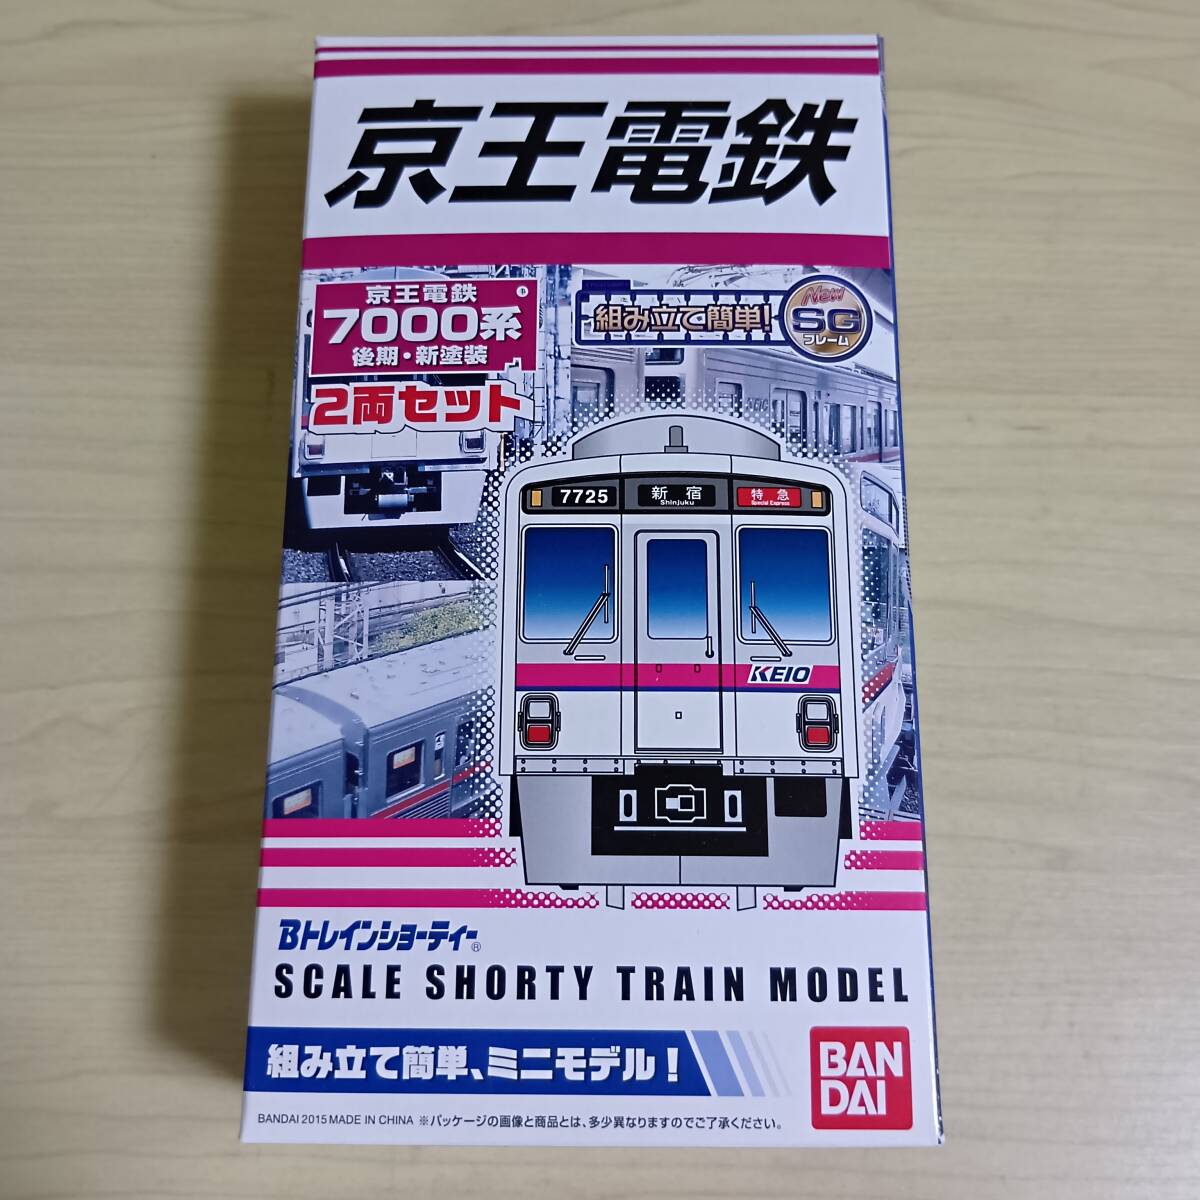 京王電鉄
京王電鉄
7000系
後期・新塗装
2両セット
組み立て簡単!
New
SG
フレーム
7725
新宿
Shinjuku
特急
Special Express
KEIO
Bトレインショーティー®
SCALE SHORTY TRAIN MODEL
組み立て簡単、ミニモデル!
BAN
DAI
BANDAI 2015 MADE IN CHINA ※パッケージの画像と商品とは、多少異なりますのでご了承ください。